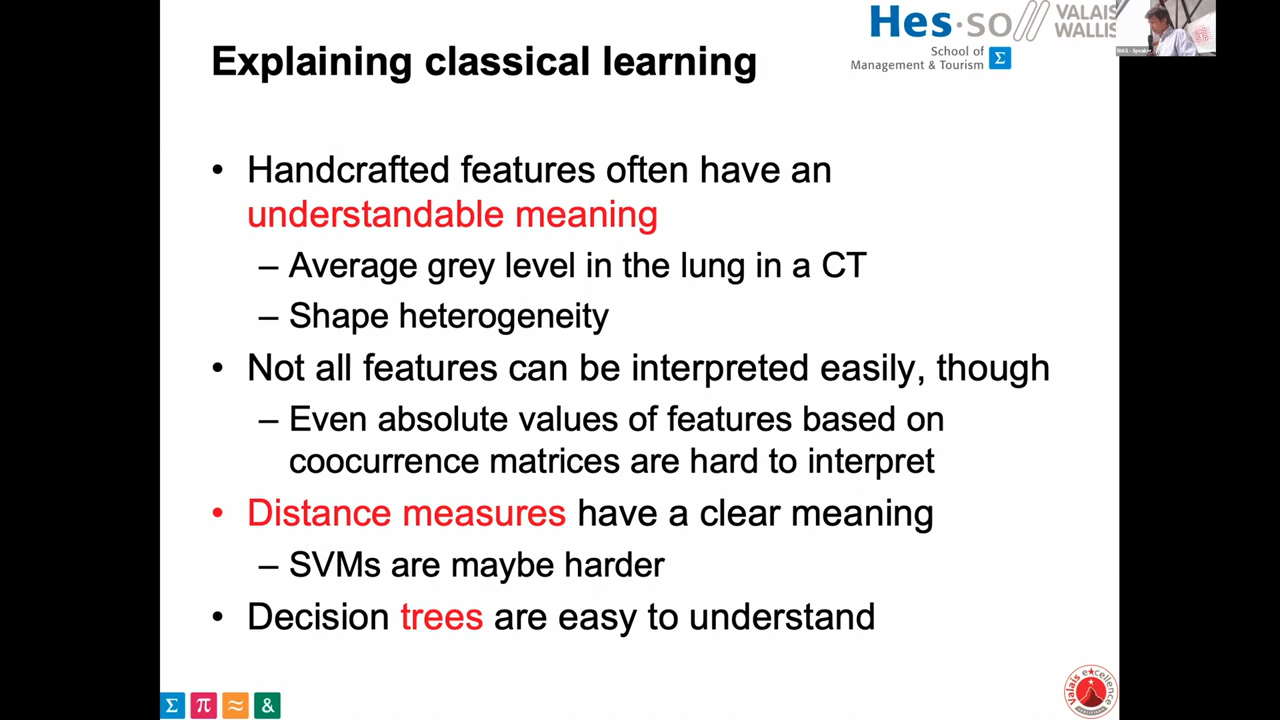 Explaining classical learning
Hes·so// VALAIS
WALLIS
School of
Management & Tourism Σ
• Handcrafted features often have an
understandable meaning
– Average grey level in the lung in a CT
– Shape heterogeneity
• Not all features can be interpreted easily, though
– Even absolute values of features based on
coocurrence matrices are hard to interpret
• Distance measures have a clear meaning
– SVMs are maybe harder
• Decision trees are easy to understand
Σ π ≈ &
Valais excellence